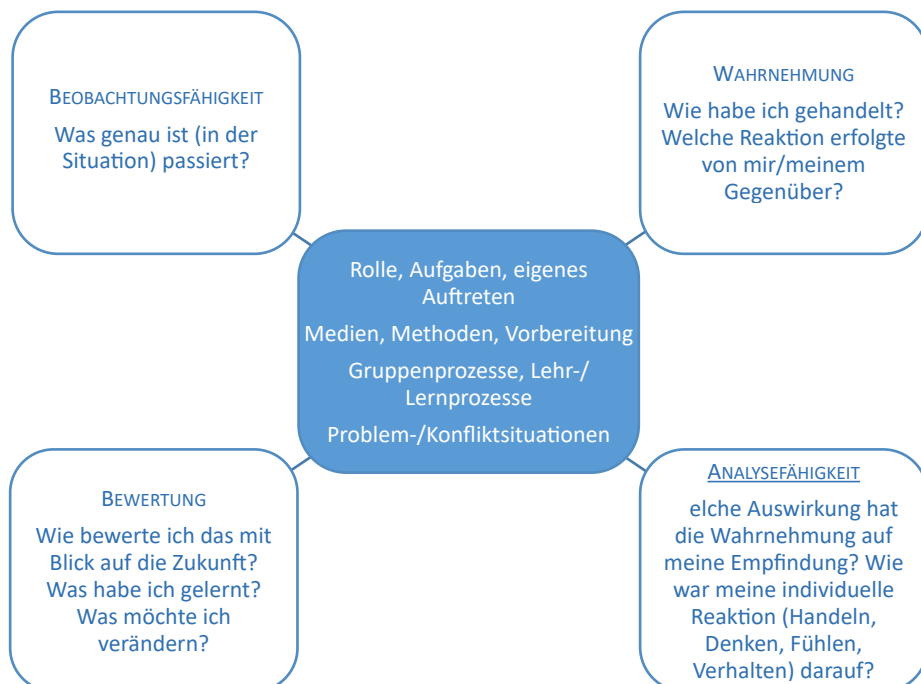 BEOBACHTUNGSFÄHIGKEIT
Was genau ist (in der
Situation) passiert?
WAHRNEHMUNG
Wie habe ich gehandelt?
Welche Reaktion erfolgte
von mir/meinem
Gegenüber?
Rolle, Aufgaben, eigenes
Auftreten
Medien, Methoden, Vorbereitung
Gruppenprozesse, Lehr-/
Lernprozesse
Problem-/Konfliktsituationen
BEWERTUNG
Wie bewerte ich das mit
Blick auf die Zukunft?
Was habe ich gelernt?
Was möchte ich
verändern?
ANALYSEFÄHIGKEIT
elche Auswirkung hat
die Wahrnehmung auf
meine Empfindung? Wie
war meine individuelle
Reaktion (Handeln,
Denken, Fühlen,
Verhalten) darauf?